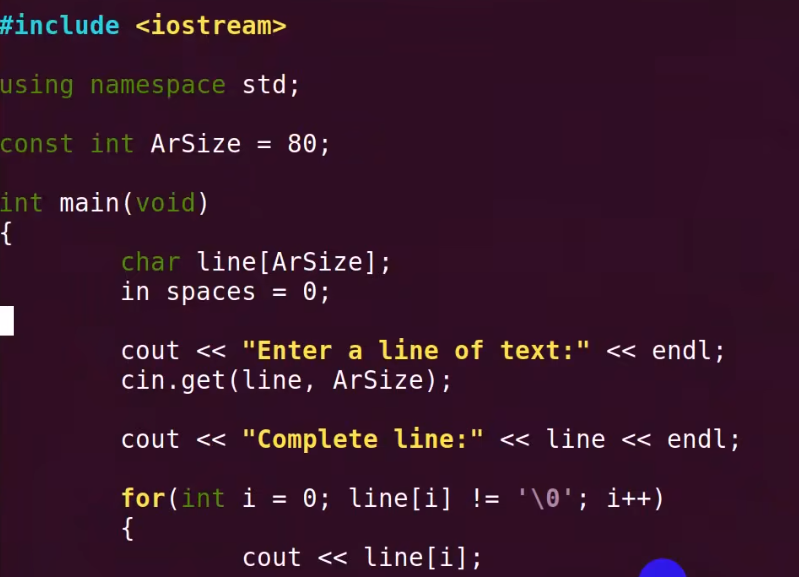 #include <iostream>
using namespace std;
const int ArSize = 80;
int main(void)
{
char line[ArSize];
in spaces = 0;
cout << "Enter a line of text:" << endl;
cin.get(line, ArSize);
cout << "Complete line:" << line << endl;
for(int i = 0; line[i] != '\0'; i++)
{
cout << line[i];